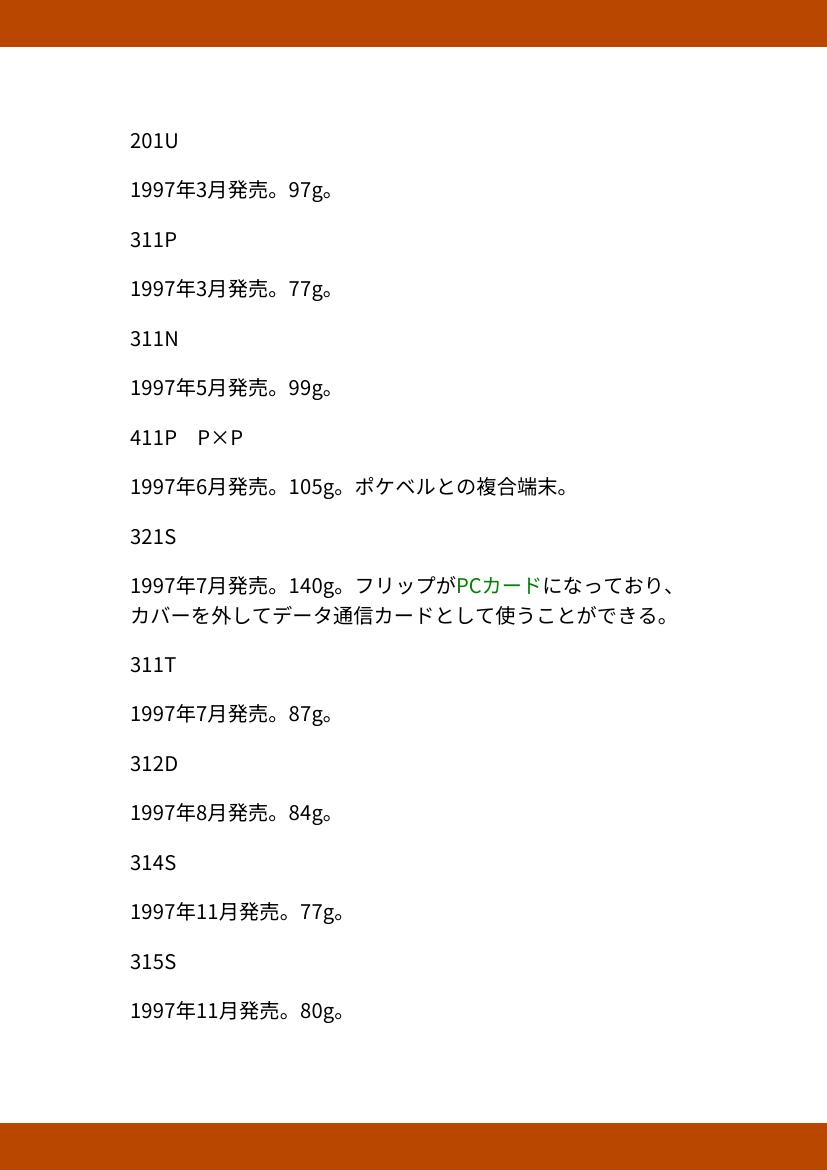 201U
1997年3月発売。97g。
311P
1997年3月発売。77g。
311N
1997年5月発売。99g。
411P　P×P
1997年6月発売。105g。ポケベルとの複合端末。
321S
1997年7月発売。140g。フリップがPCカードになっており、
カバーを外してデータ通信カードとして使うことができる。
311T
1997年7月発売。87g。
312D
1997年8月発売。84g。
314S
1997年11月発売。77g。
315S
1997年11月発売。80g。